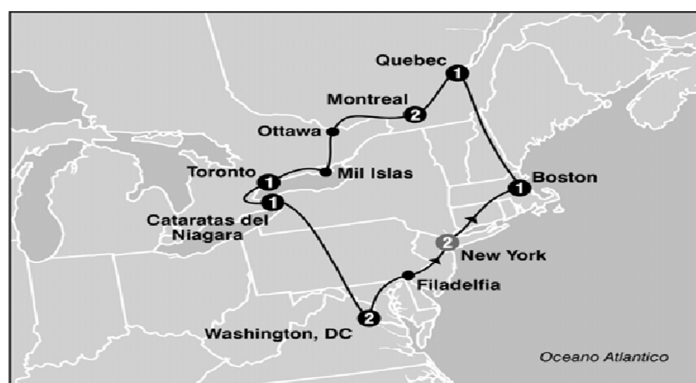 Quebec
1
Montreal
2
Ottawa
Toronto
1
Mil Islas
Boston
1
Cataratas del
Niagara
1
2
New York
Filadelfia
Washington, DC
2
Oceano Atlantico